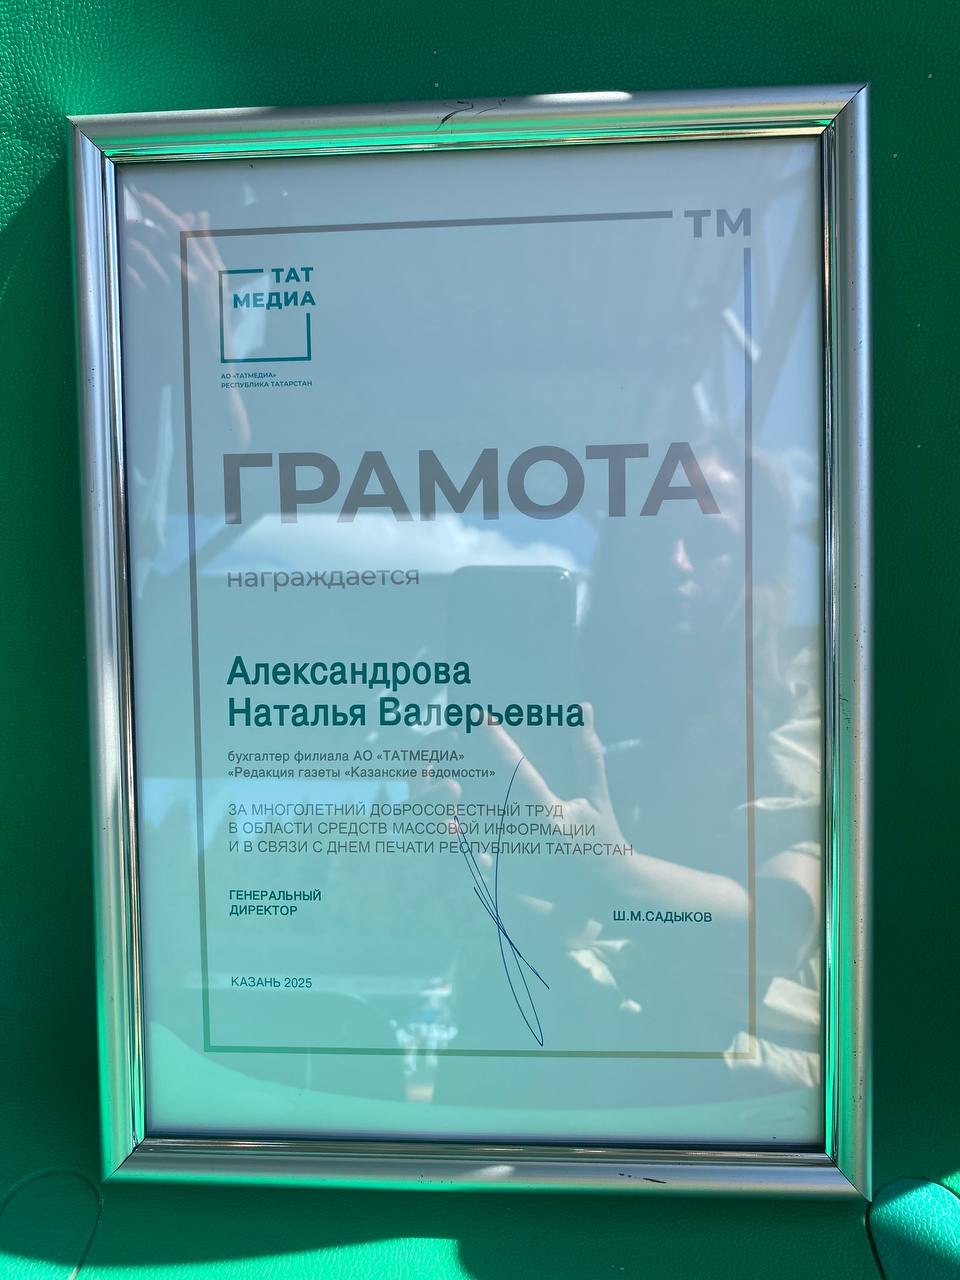 ТМ
ТАТ
МЕДИА
АО «ТАТМЕДИА»
РЕСПУБЛИКА ТАТАРСТАН
ГРАМОТА
награждается
Александрова
Наталья Валерьевна
бухгалтер филиала АО «ТАТМЕДИА»
«Редакция газеты «Казанские ведомости»
ЗА МНОГОЛЕТНИЙ ДОБРОСОВЕСТНЫЙ ТРУД
В ОБЛАСТИ СРЕДСТВ МАССОВОЙ ИНФОРМАЦИИ
И В СВЯЗИ С ДНЕМ ПЕЧАТИ РЕСПУБЛИКИ ТАТАРСТАН
ГЕНЕРАЛЬНЫЙ
ДИРЕКТОР
Ш.М.САДЫКОВ
КАЗАНЬ 2025